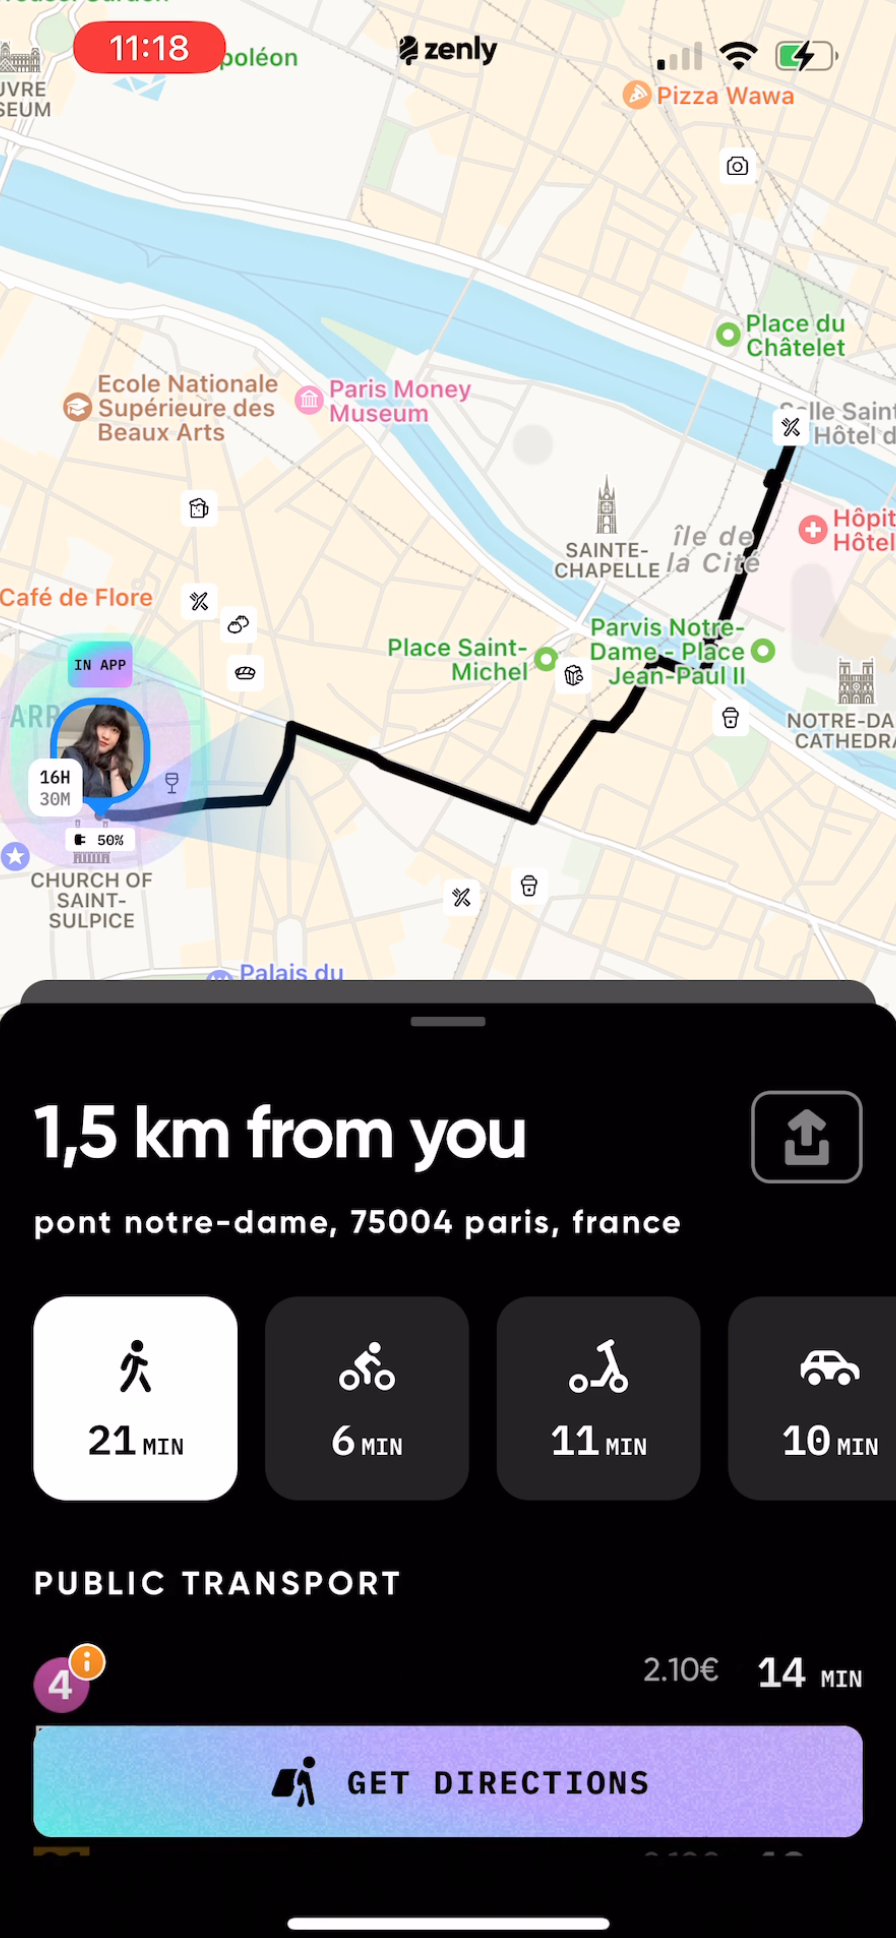 11:18
poléon
zenly
UVRE
SEUM
Pizza Wawa
Place du
Châtelet
Ecole Nationale
Supérieure des
Beaux Arts
Paris Money
Museum
Salle Saint
Hôtel d
Hôpit
Hôtel
SAINTE-
CHAPELLE
île de
la Cité
Café de Flore
Place Saint-
Michel
Parvis Notre-
Dame - Place
Jean-Paul II
IN APP
ARR
NOTRE-DA
CATHEDRA
16H
30M
50%
CHURCH OF
SAINT-
SULPICE
Palais du
1,5 km from you
pont notre-dame, 75004 paris, france
21 MIN
6 MIN
11 MIN
10 MIN
PUBLIC TRANSPORT
4 i
2.10€ 14 MIN
GET DIRECTIONS